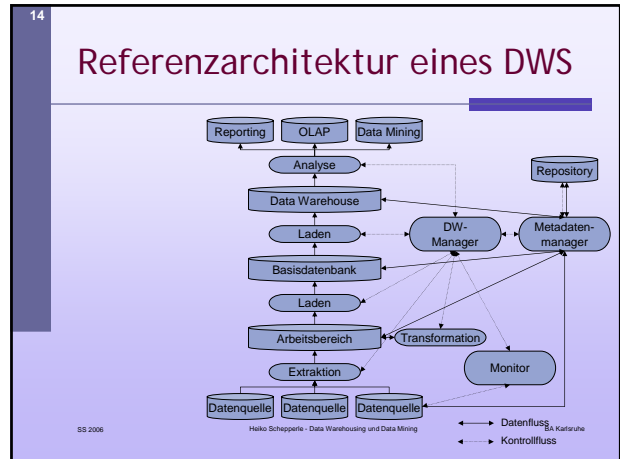 14
Referenzarchitektur eines DWS
Reporting
OLAP
Data Mining
Analyse
Repository
Data Warehouse
Laden
DW-
Manager
Metadaten-
manager
Basisdatenbank
Laden
Arbeitsbereich
Transformation
Extraktion
Monitor
Datenquelle
Datenquelle
Datenquelle
SS 2006
Heiko Schepperle - Data Warehousing und Data Mining
BA Karlsruhe
Datenfluss
Kontrollfluss